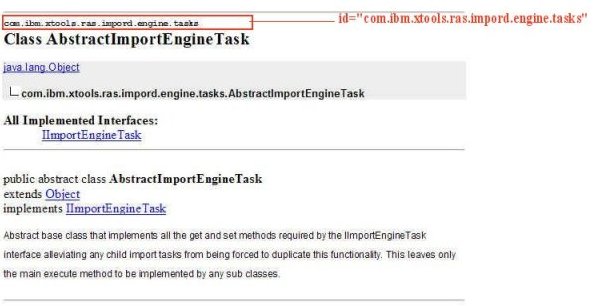 com.ibm.xtools.ras.impord.engine.tasks id="com.ibm.xtools.ras.impord.engine.tasks"
Class AbstractImportEngineTask
java.lang.Object
com.ibm.xtools.ras.impord.engine.tasks.AbstractImportEngineTask
All Implemented Interfaces:
IImportEngineTask
public abstract class AbstractImportEngineTask
extends Object
implements IImportEngineTask
Abstract base class that implements all the get and set methods required by the IImportEngineTask
interface alleviating any child import tasks from being forced to duplicate this functionality. This leaves only
the main execute method to be implemented by any sub classes.